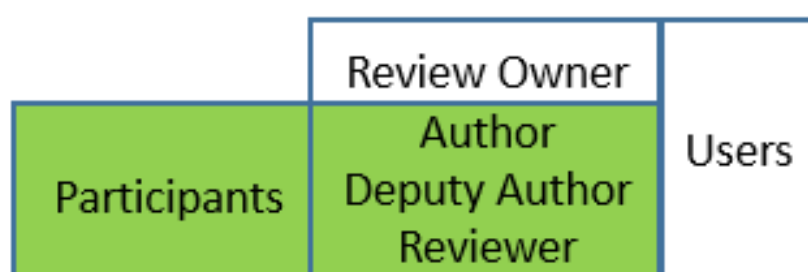 Review Owner
Participants
Author
Deputy Author
Reviewer
Users